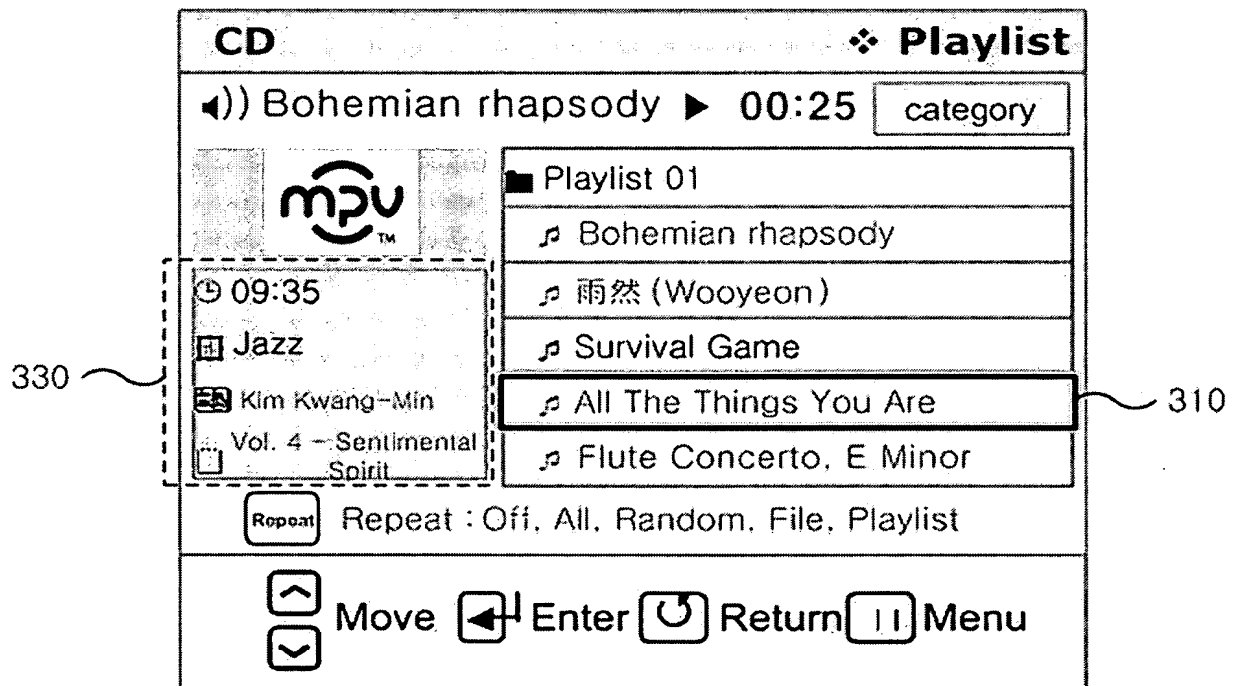 CD ❖ Playlist
Bohemian rhapsody ▶ 00:25 category
mpv TM
Playlist 01
Bohemian rhapsody
雨然 (Wooyeon)
Survival Game
All The Things You Are
Flute Concerto, E Minor
09:35
Jazz
Kim Kwang-Min
Vol. 4 - Sentimental
Spirit
330
310
Repeat Repeat : Off, All, Random, File, Playlist
Move Enter Return Menu